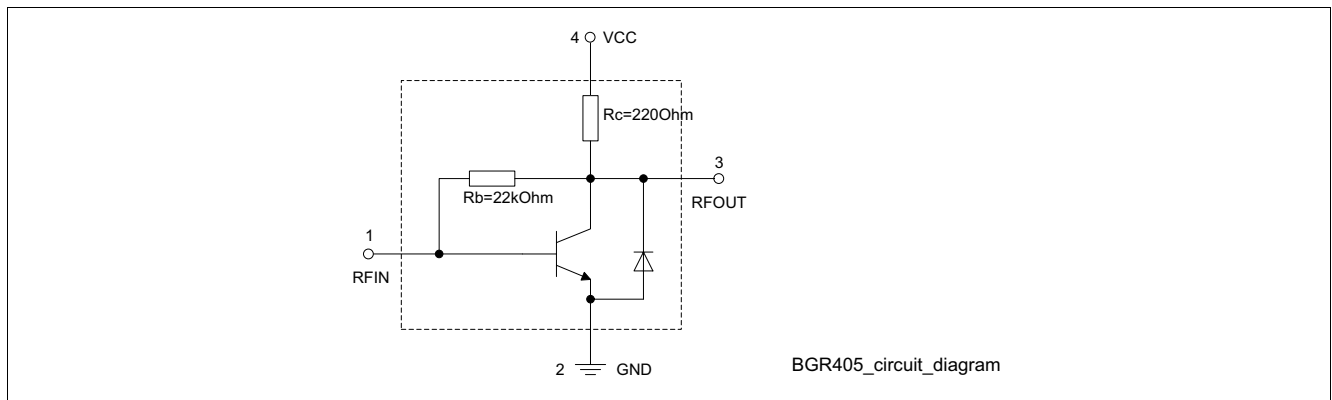 4 VCC
Rc=220Ohm
3
Rb=22kOhm
RFOUT
1
RFIN
2 GND
BGR405_circuit_diagram